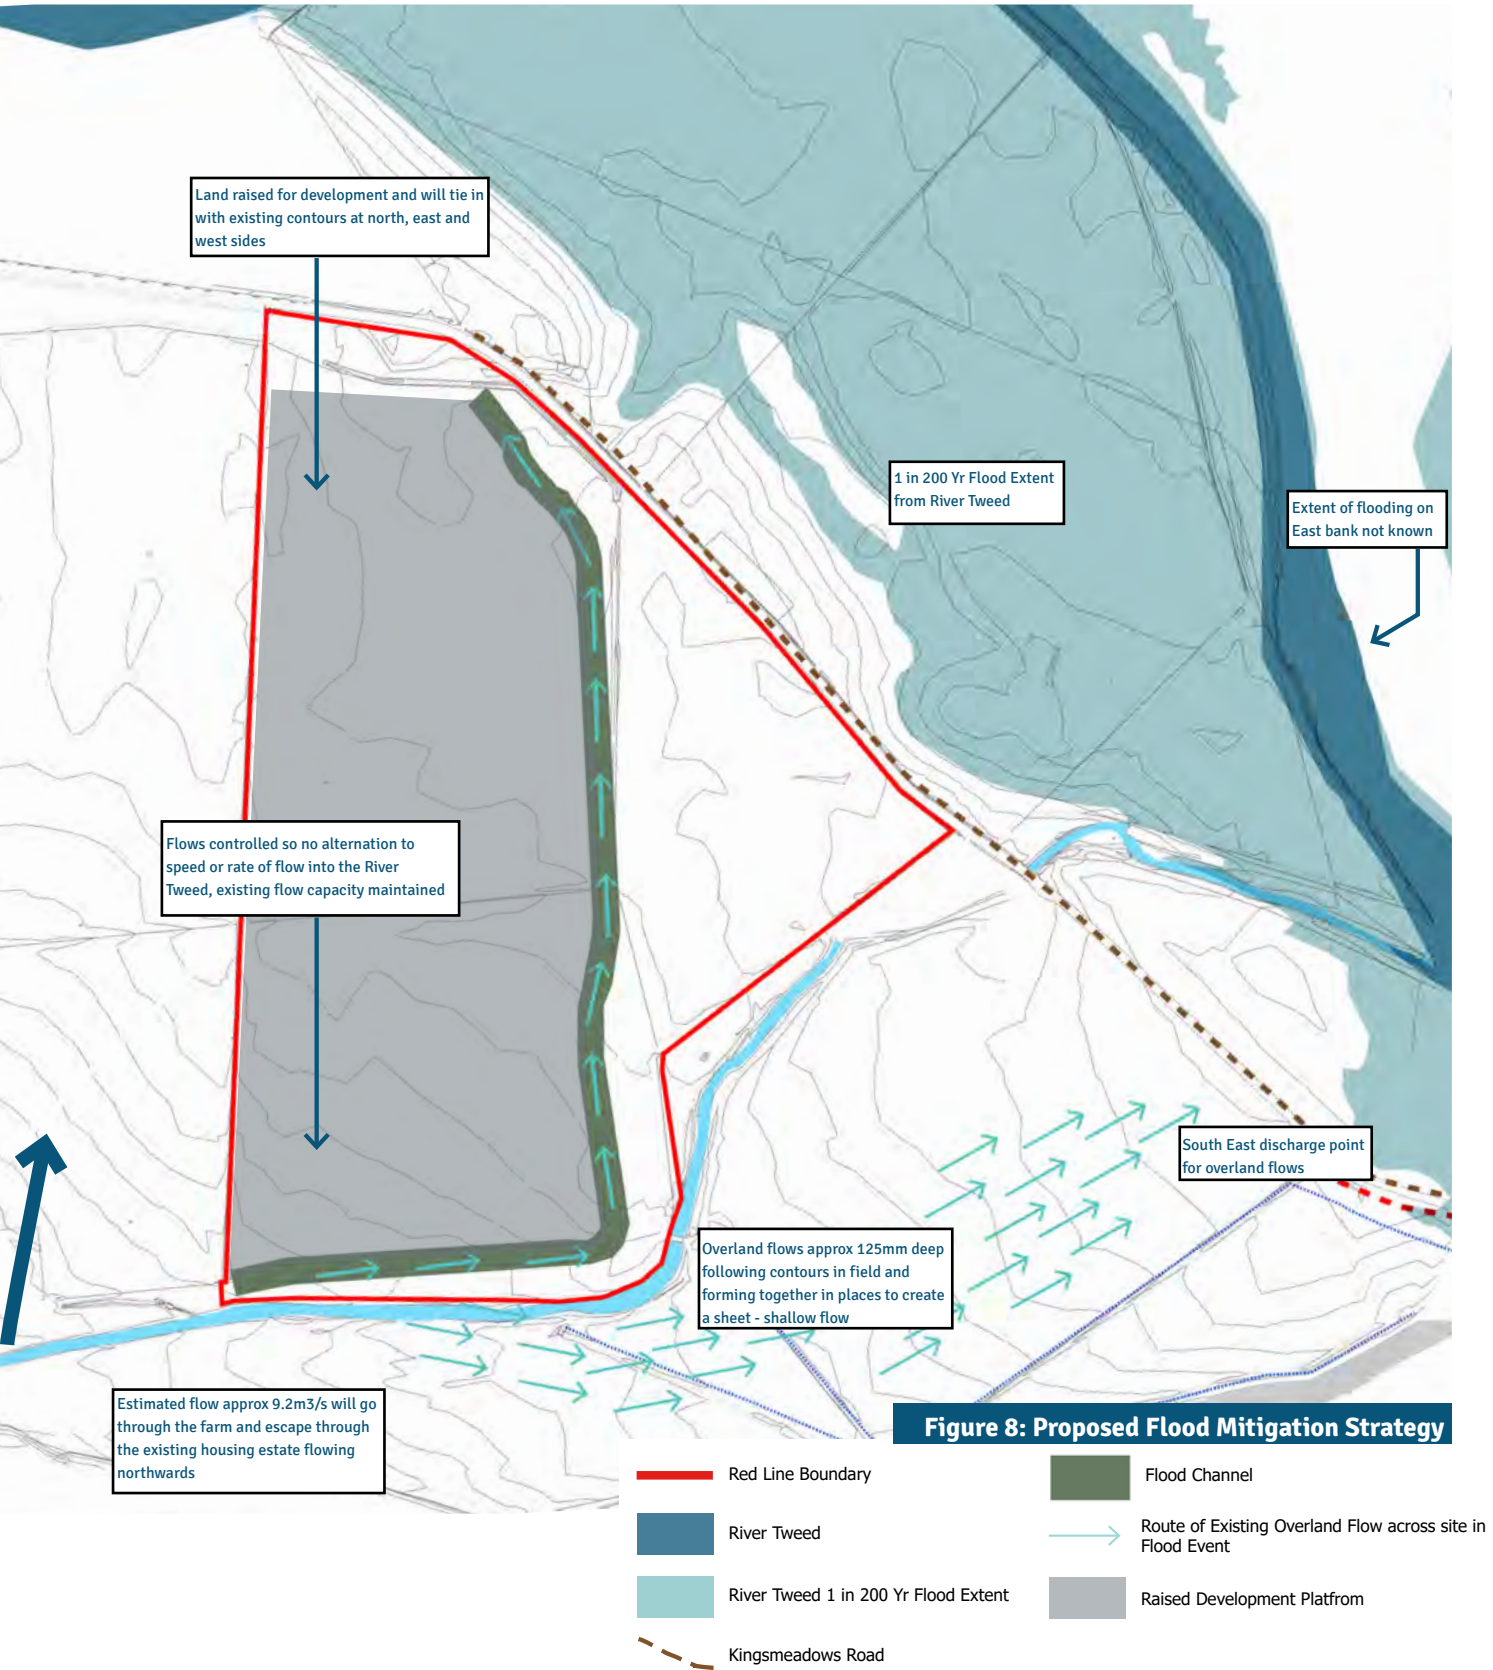 Land raised for development and will tie in
with existing contours at north, east and
west sides
1 in 200 Yr Flood Extent
from River Tweed
Extent of flooding on
East bank not known
Flows controlled so no alternation to
speed or rate of flow into the River
Tweed, existing flow capacity maintained
South East discharge point
for overland flows
Overland flows approx 125mm deep
following contours in field and
forming together in places to create
a sheet - shallow flow
Estimated flow approx 9.2m3/s will go
through the farm and escape through
the existing housing estate flowing
northwards
Figure 8: Proposed Flood Mitigation Strategy
Red Line Boundary
River Tweed
River Tweed 1 in 200 Yr Flood Extent
Kingsmeadows Road
Flood Channel
Route of Existing Overland Flow across site in
Flood Event
Raised Development Platfrom